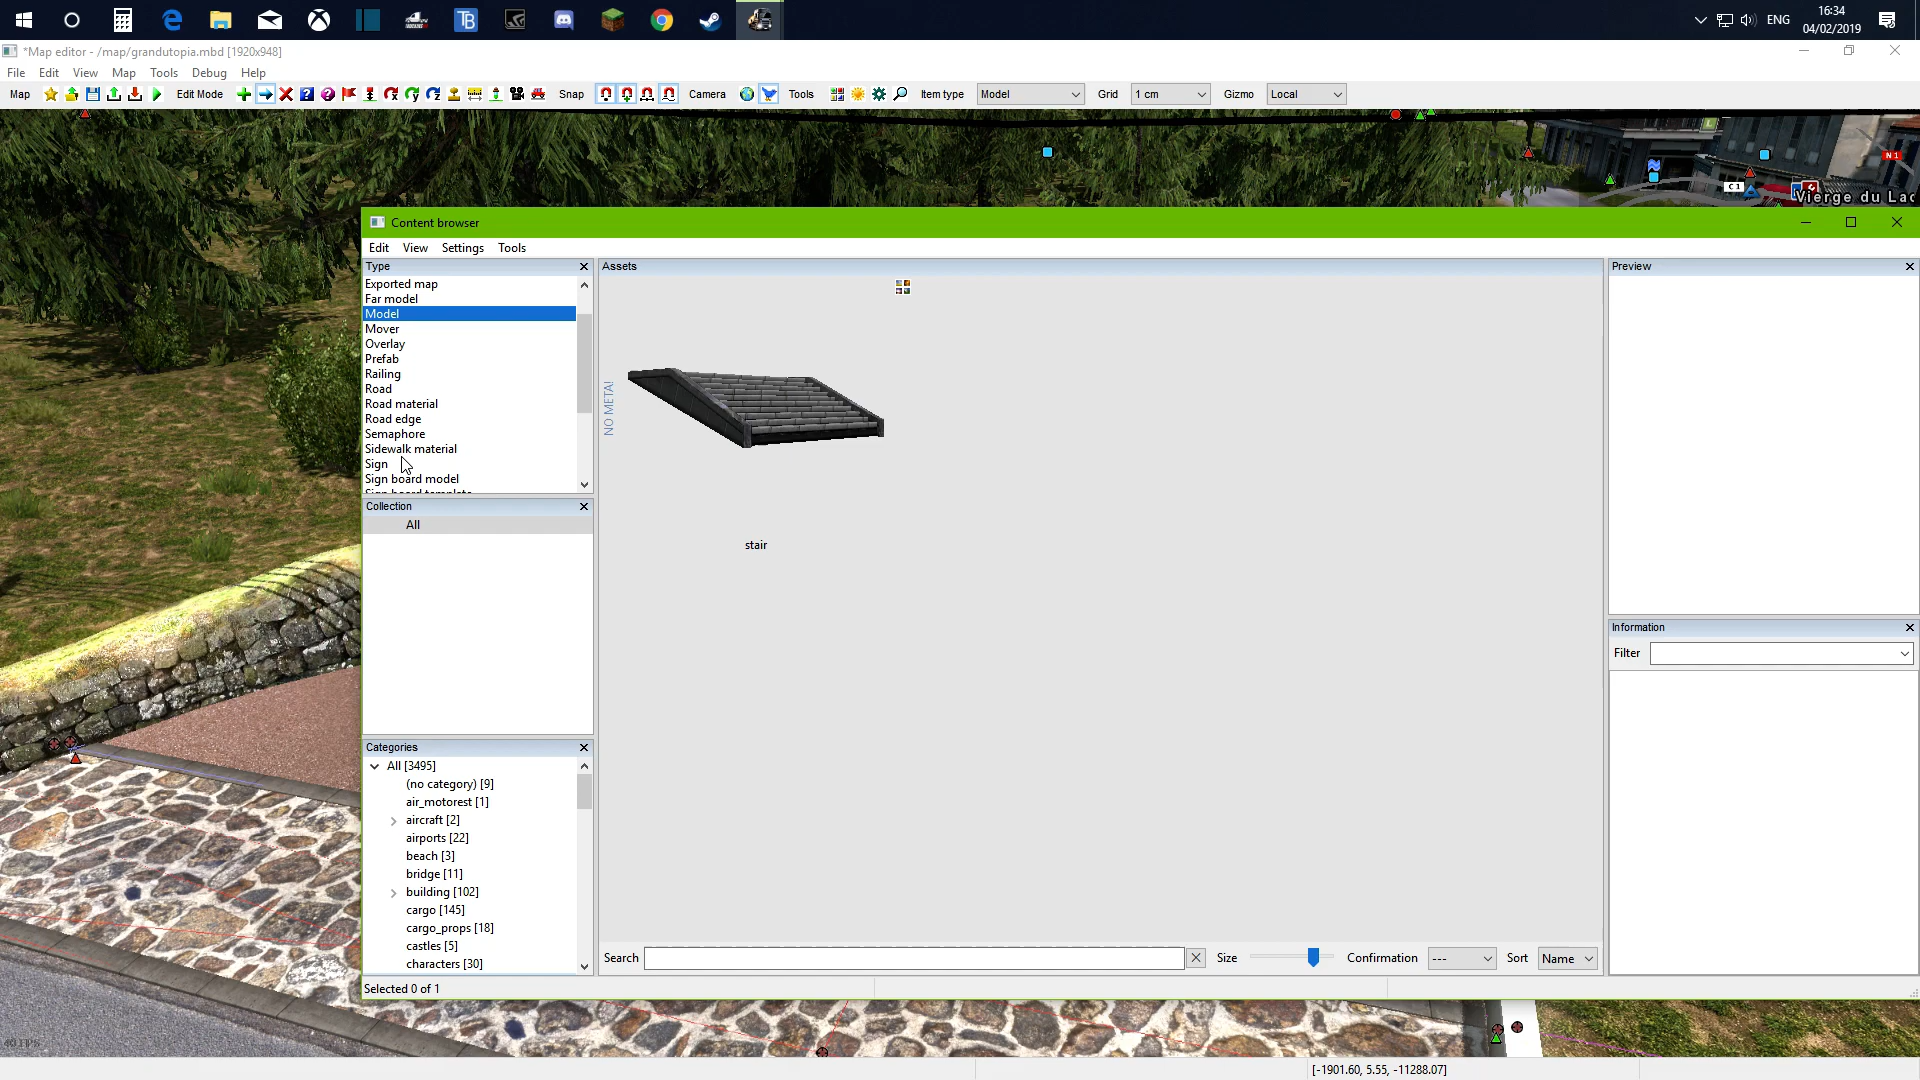 ENG
16:34
04/02/2019
*Map editor - /map/grandutopia.mbd [1920x948]
File Edit View Map Tools Debug Help
Map Edit Mode Snap Camera Tools Item type Model Grid 1 cm Gizmo Local
N 1
C 1
Vierge du Lac
Content browser
Edit View Settings Tools
Type
Exported map
Far model
Model
Mover
Overlay
Prefab
Railing
Road
Road material
Road edge
Semaphore
Sidewalk material
Sign
Sign board model
Sign board template
Collection
All
Categories
All [3495]
(no category) [9]
air_motorest [1]
aircraft [2]
airports [22]
beach [3]
bridge [11]
building [102]
cargo [145]
cargo_props [18]
castles [5]
characters [30]
Assets
NO META!
stair
Search Size Confirmation --- Sort Name
Preview
Information
Filter
Selected 0 of 1
[-1901.60, 5.55, -11288.07]